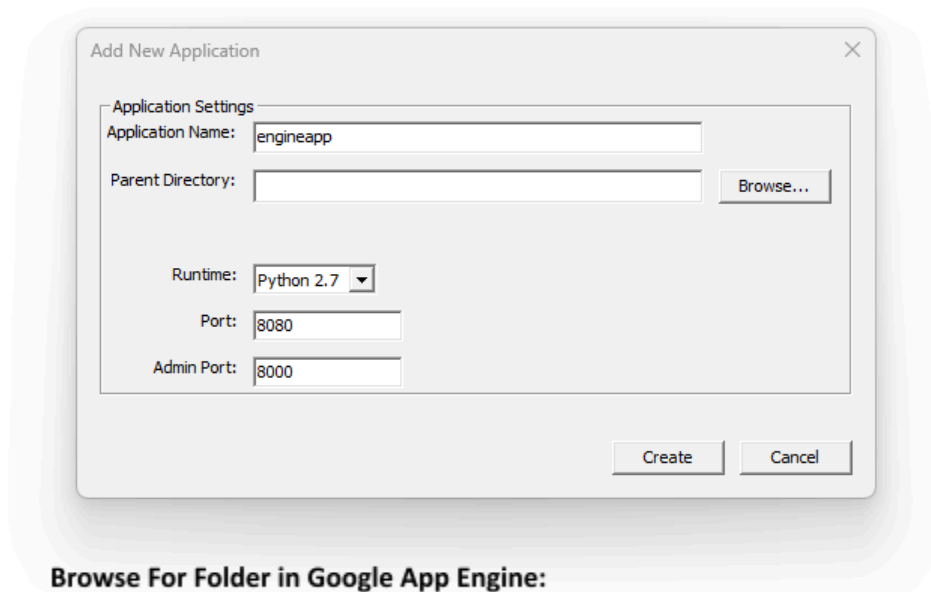 Add New Application
Application Settings
Application Name: engineapp
Parent Directory: Browse...
Runtime: Python 2.7
Port: 8080
Admin Port: 8000
Create Cancel
Browse For Folder in Google App Engine: